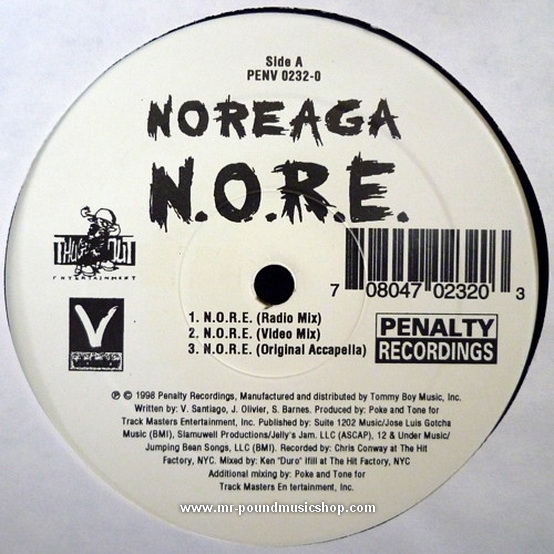 Side A
PENV 0232-0
NOREAGA
N.O.R.E.
THUGGED OUT
ENTERTAINMENT
7 08047 02320 3
1. N.O.R.E. (Radio Mix)
2. N.O.R.E. (Video Mix)
3. N.O.R.E. (Original Accapella)
V
PENALTY
RECORDINGS
℗ © 1998 Penalty Recordings, Manufactured and distributed by Tommy Boy Music, Inc.
Written by: V. Santiago, J. Olivier, S. Barnes. Produced by: Poke and Tone for
Track Masters Entertainment, Inc. Published by: Suite 1202 Music/Jose Luis Gotcha
Music (BMI), Slamuwell Productions/Jelly's Jam. LLC (ASCAP), 12 & Under Music/
Jumping Bean Songs, LLC (BMI). Recorded by: Chris Conway at The Hit
Factory, NYC. Mixed by: Ken "Duro" Ifill at The Hit Factory, NYC
Additional mixing by: Poke and Tone for
Track Masters En tertainment, Inc.
www.mr-poundmusicshop.com